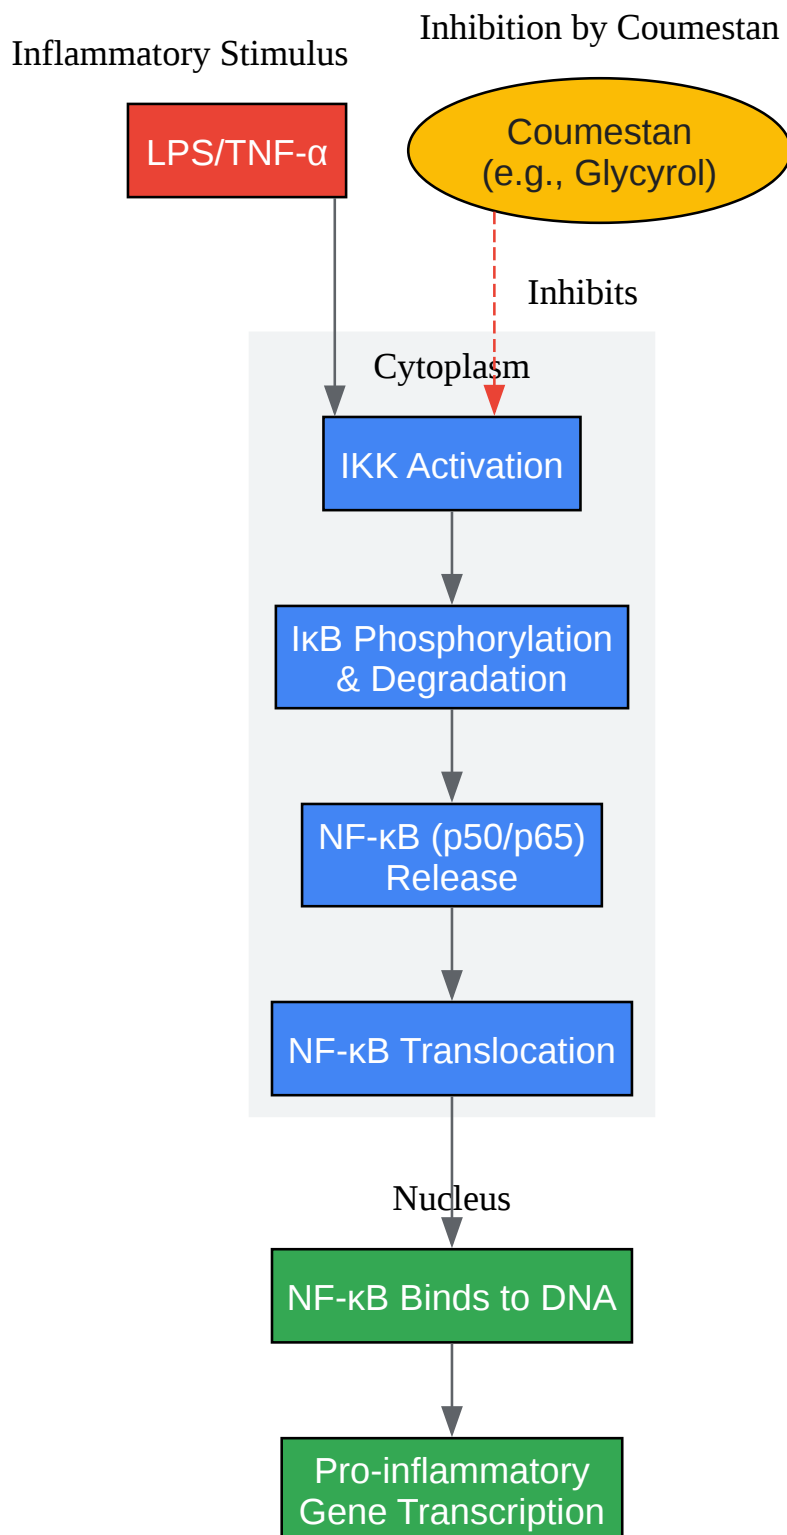 Inflammatory Stimulus
Inhibition by Coumestan
LPS/TNF-α
Coumestan
(e.g., Glycyrol)
Inhibits
Cytoplasm
IKK Activation
IκB Phosphorylation
& Degradation
NF-κB (p50/p65)
Release
NF-κB Translocation
Nucleus
NF-κB Binds to DNA
Pro-inflammatory
Gene Transcription